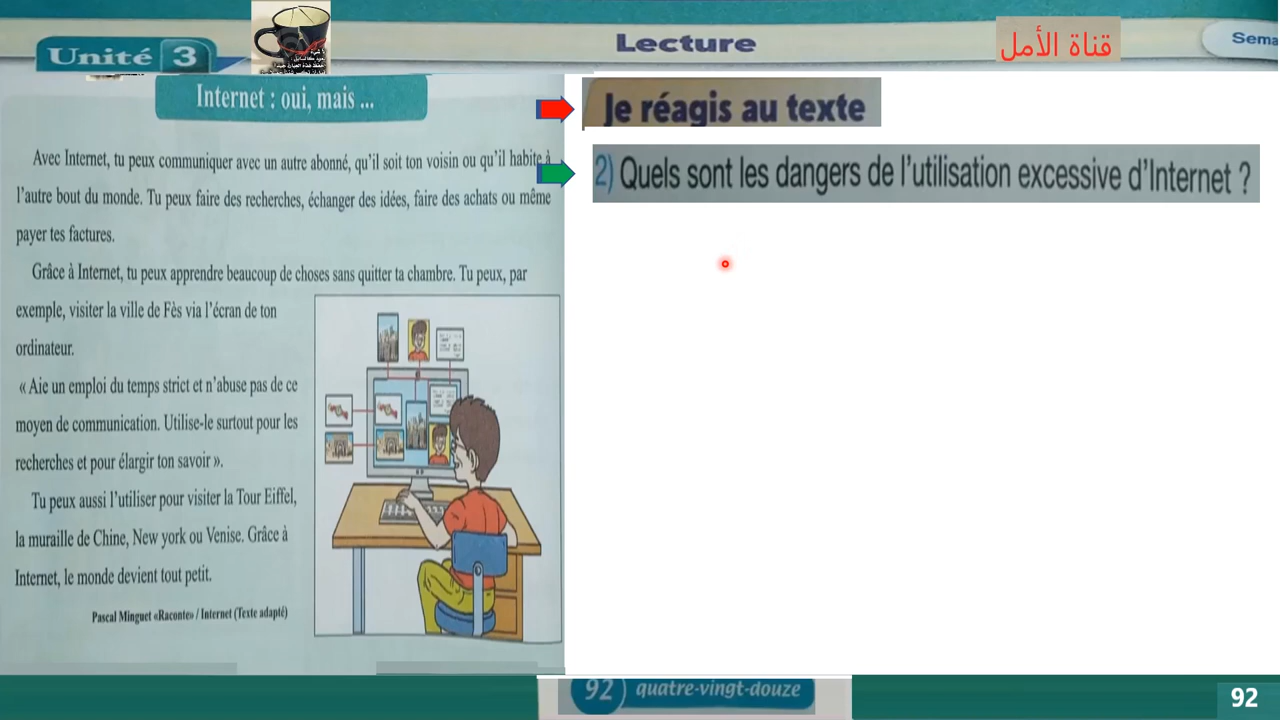 Unité 3
Lecture
قناة الأمل
Sema
Internet : oui, mais ...
Avec Internet, tu peux communiquer avec un autre abonné, qu'il soit ton voisin ou qu'il habite à
l'autre bout du monde. Tu peux faire des recherches, échanger des idées, faire des achats ou même
payer tes factures.
Grâce à Internet, tu peux apprendre beaucoup de choses sans quitter ta chambre. Tu peux, par
exemple, visiter la ville de Fès via l'écran de ton
ordinateur.
« Aie un emploi du temps strict et n'abuse pas de ce
moyen de communication. Utilise-le surtout pour les
recherches et pour élargir ton savoir ».
Tu peux aussi l'utiliser pour visiter la Tour Eiffel,
la muraille de Chine, New york ou Venise. Grâce à
Internet, le monde devient tout petit.
Pascal Minguet «Raconte» / Internet (Texte adapté)
Je réagis au texte
2) Quels sont les dangers de l'utilisation excessive d'Internet ?
92 quatre-vingt-douze
92